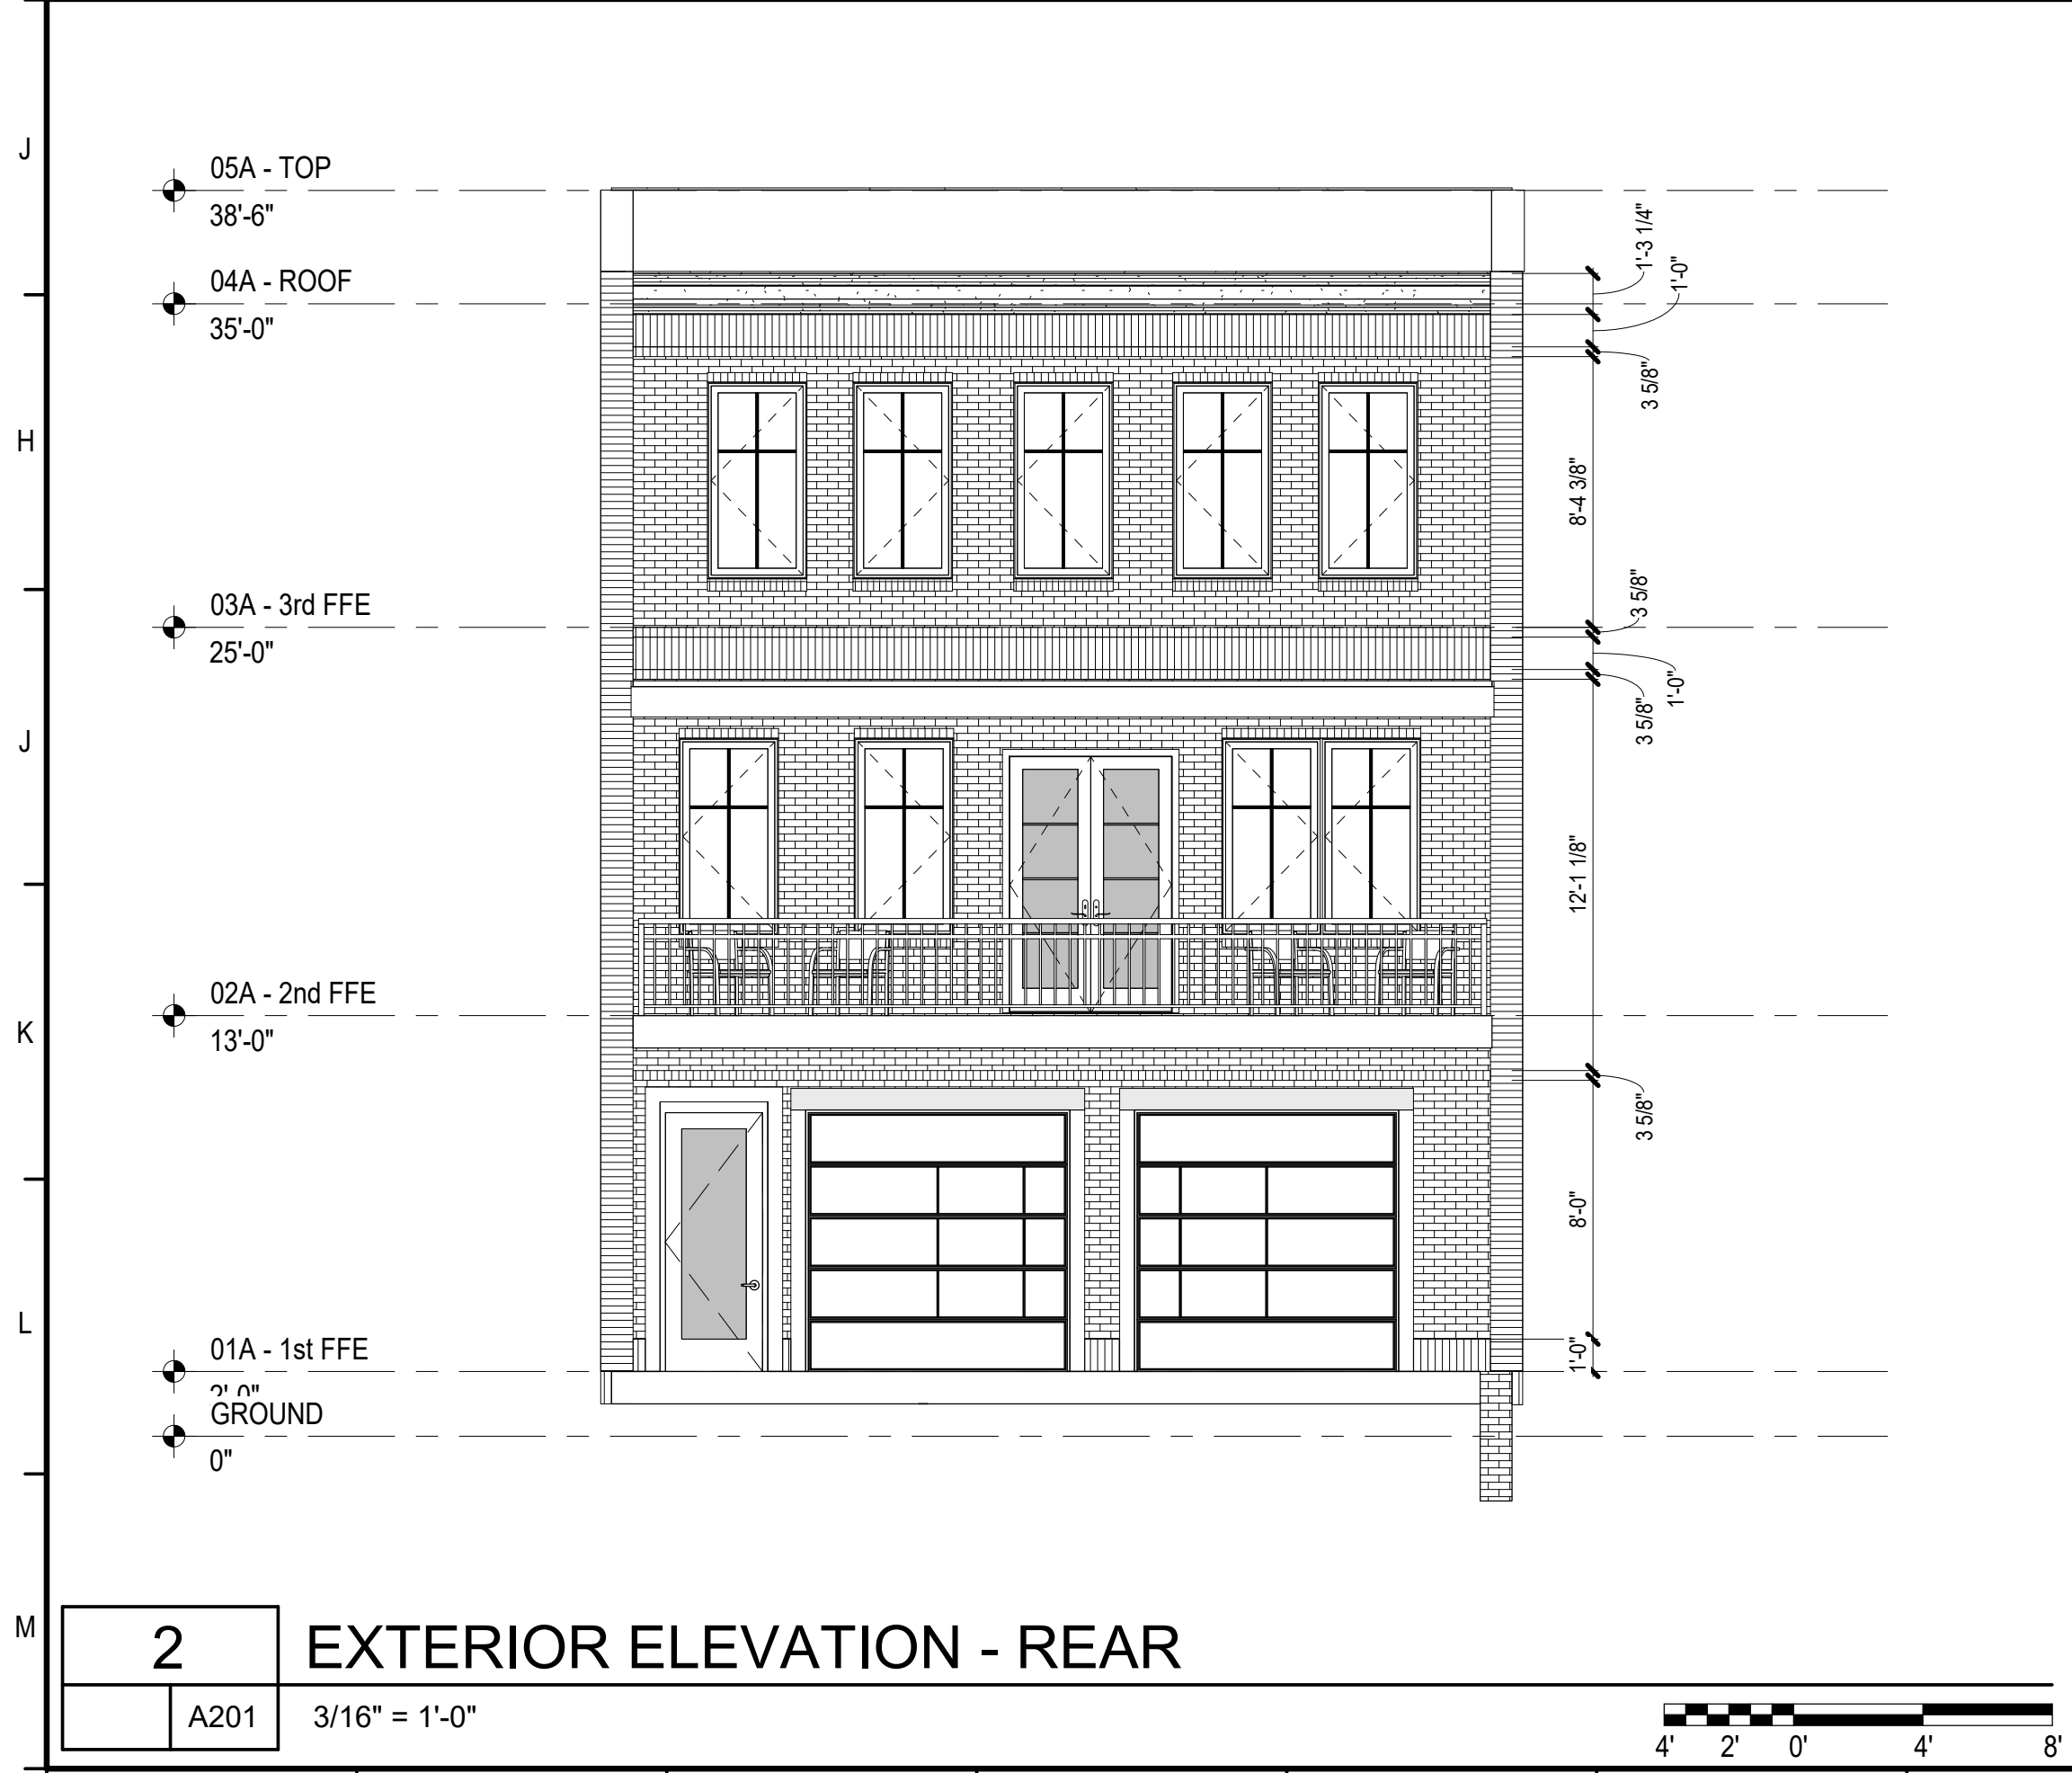 J
H
J
K
L
M
05A - TOP
38'-6"
04A - ROOF
35'-0"
03A - 3rd FFE
25'-0"
02A - 2nd FFE
13'-0"
01A - 1st FFE
2'-0"
GROUND
0"
1'-3 1/4"
1'-0"
3 5/8"
8'-4 3/8"
3 5/8"
1'-0"
3 5/8"
12'-1 1/8"
3 5/8"
8'-0"
1'-0"
2
EXTERIOR ELEVATION - REAR
A201
3/16" = 1'-0"
4' 2' 0' 4' 8'